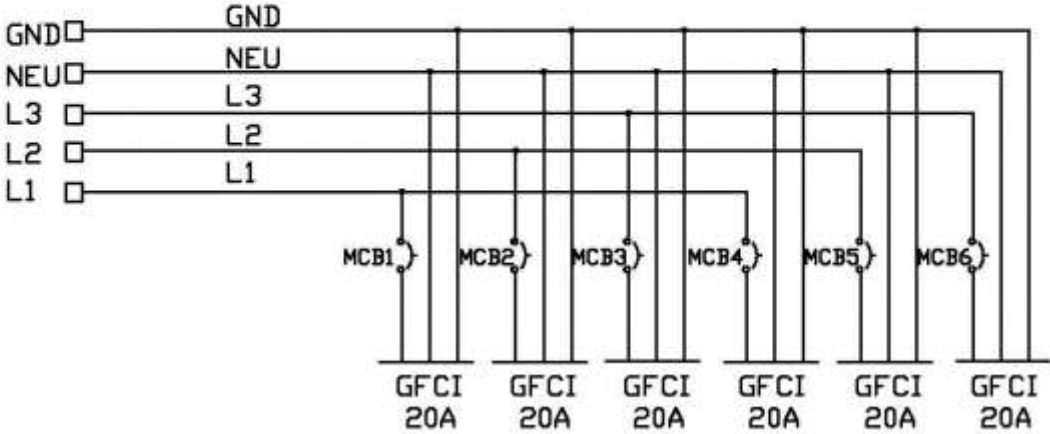 GND GND
NEU NEU
L3 L3
L2 L2
L1 L1
MCB1 MCB2 MCB3 MCB4 MCB5 MCB6
GFCI GFCI GFCI GFCI GFCI GFCI
20A 20A 20A 20A 20A 20A